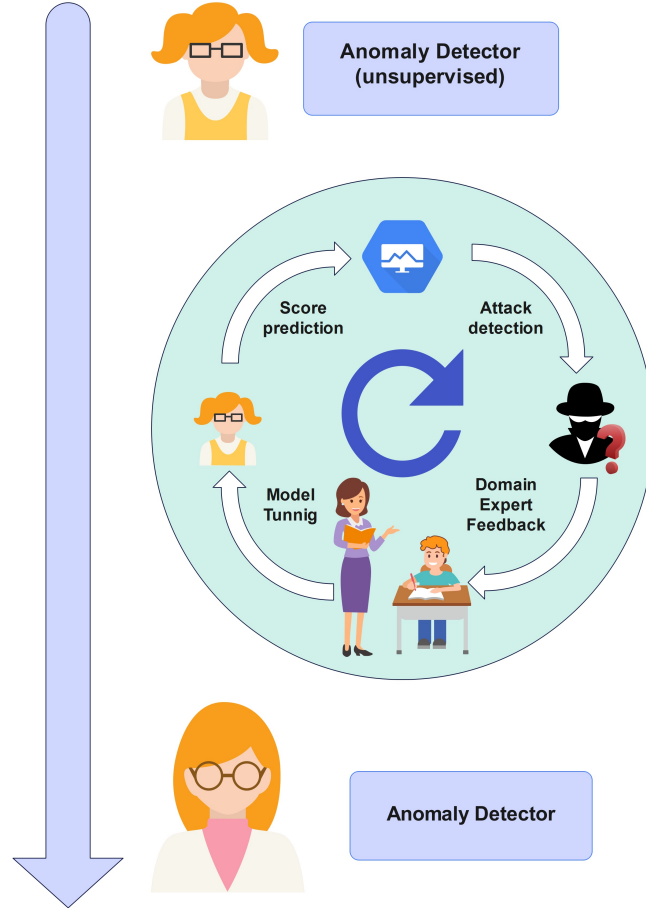 Anomaly Detector
(unsupervised)
Score
prediction
Attack
detection
Model
Tunnig
Domain
Expert
Feedback
Anomaly Detector